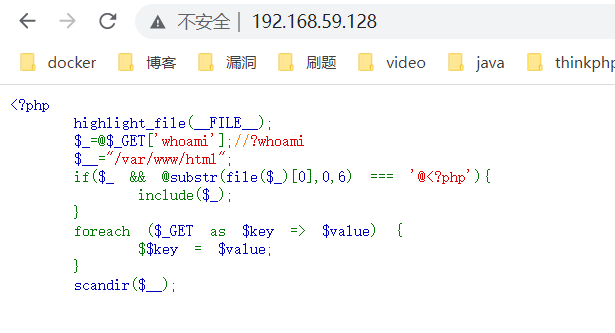 不安全 | 192.168.59.128
docker 博客 漏洞 刷题 video java thinkphp
<?php
highlight_file(__FILE__);
$_=@$_GET['whoami'];//?whoami
$__="/var/www/html";
if($_ && @substr(file($_)[0],0,6) === '@<?php'){
include($_);
}
foreach ($_GET as $key => $value) {
$$key = $value;
}
scandir($__);